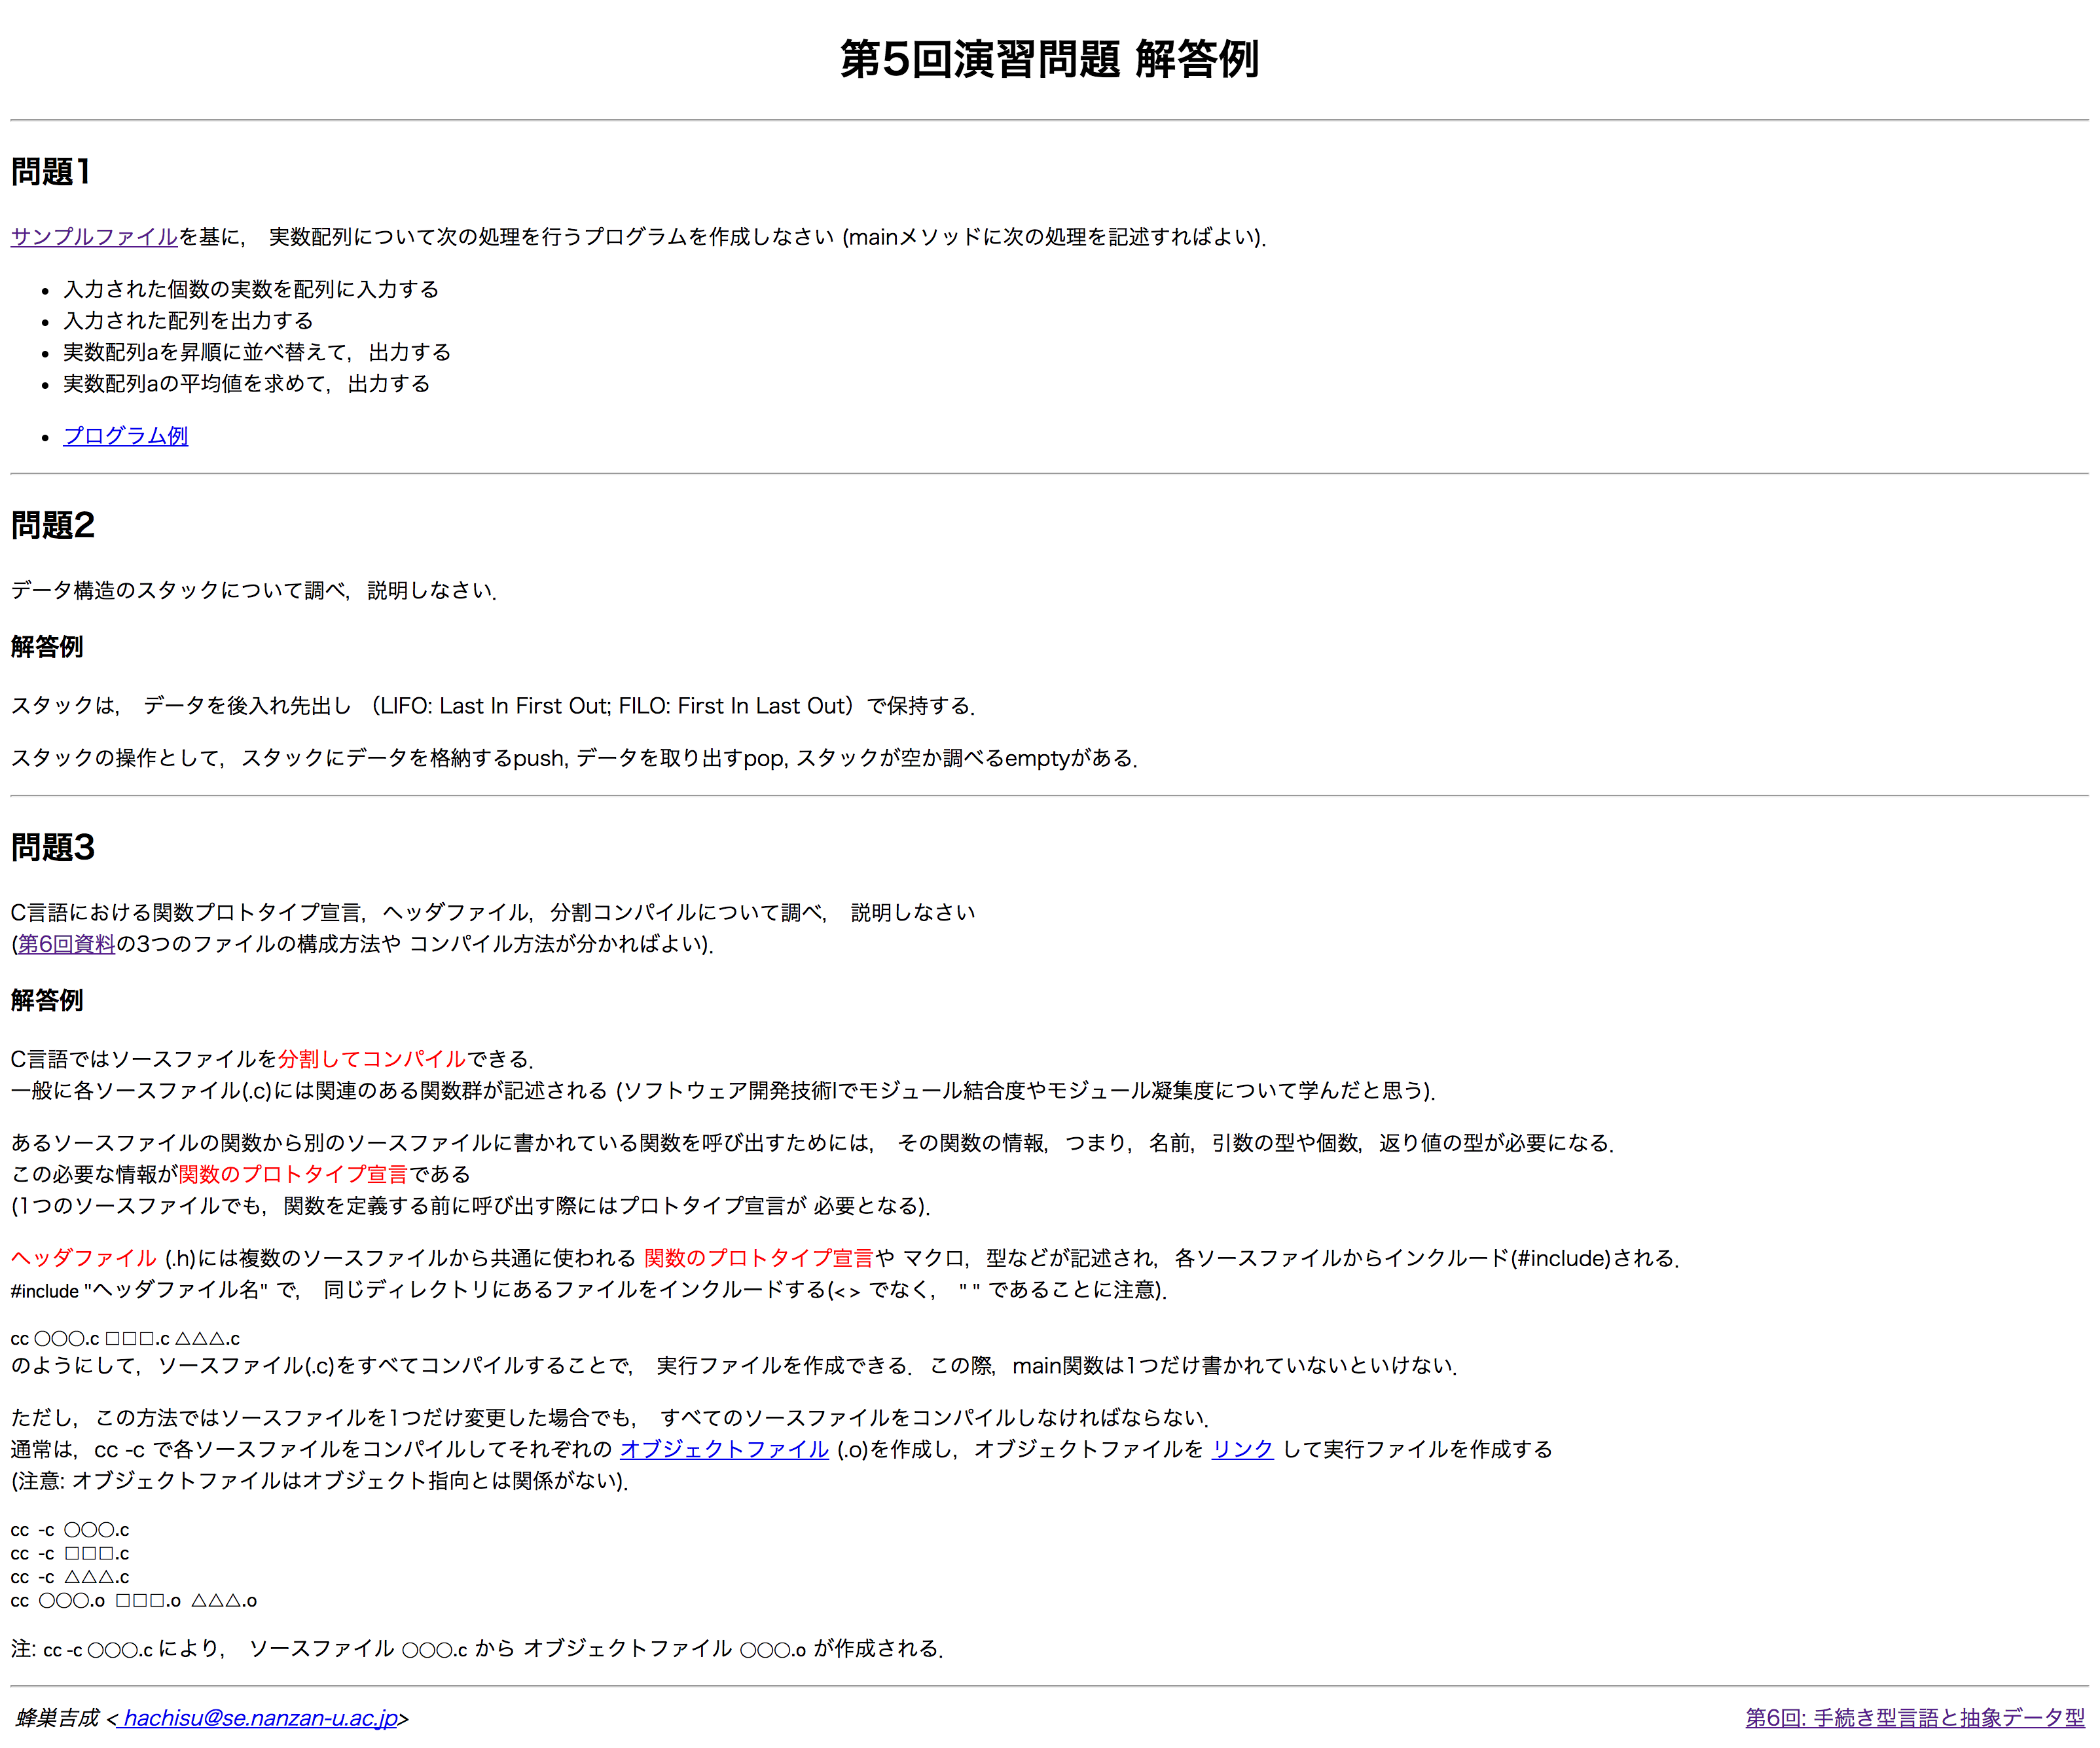 第5回演習問題 解答例
問題1
サンプルファイルを基に， 実数配列について次の処理を行うプログラムを作成しなさい (mainメソッドに次の処理を記述すればよい)．
• 入力された個数の実数を配列に入力する
• 入力された配列を出力する
• 実数配列aを昇順に並べ替えて，出力する
• 実数配列aの平均値を求めて，出力する
• プログラム例
問題2
データ構造のスタックについて調べ，説明しなさい．
解答例
スタックは， データを後入れ先出し （LIFO: Last In First Out; FILO: First In Last Out）で保持する．
スタックの操作として，スタックにデータを格納するpush, データを取り出すpop, スタックが空か調べるemptyがある．
問題3
C言語における関数プロトタイプ宣言，ヘッダファイル，分割コンパイルについて調べ， 説明しなさい
(第6回資料の3つのファイルの構成方法や コンパイル方法が分かればよい)．
解答例
C言語ではソースファイルを分割してコンパイルできる．
一般に各ソースファイル(.c)には関連のある関数群が記述される (ソフトウェア開発技術Iでモジュール結合度やモジュール凝集度について学んだと思う)．
あるソースファイルの関数から別のソースファイルに書かれている関数を呼び出すためには， その関数の情報，つまり，名前，引数の型や個数，返り値の型が必要になる．
この必要な情報が関数のプロトタイプ宣言である
(1つのソースファイルでも，関数を定義する前に呼び出す際にはプロトタイプ宣言が 必要となる)．
ヘッダファイル (.h)には複数のソースファイルから共通に使われる 関数のプロトタイプ宣言や マクロ，型などが記述され，各ソースファイルからインクルード(#include)される．
#include "ヘッダファイル名" で， 同じディレクトリにあるファイルをインクルードする(< > でなく， " " であることに注意)．
cc ○○○.c □□□.c △△△.c
のようにして，ソースファイル(.c)をすべてコンパイルすることで， 実行ファイルを作成できる．この際，main関数は1つだけ書かれていないといけない．
ただし，この方法ではソースファイルを1つだけ変更した場合でも， すべてのソースファイルをコンパイルしなければならない．
通常は，cc -c で各ソースファイルをコンパイルしてそれぞれの オブジェクトファイル (.o)を作成し，オブジェクトファイルを リンク して実行ファイルを作成する
(注意: オブジェクトファイルはオブジェクト指向とは関係がない)．
cc -c ○○○.c
cc -c □□□.c
cc -c △△△.c
cc ○○○.o □□□.o △△△.o
注: cc -c ○○○.c により， ソースファイル ○○○.c から オブジェクトファイル ○○○.o が作成される．
蜂巣吉成 < hachisu@se.nanzan-u.ac.jp>
第6回: 手続き型言語と抽象データ型